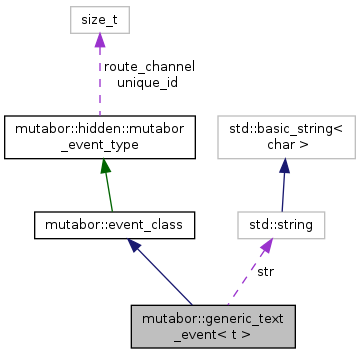 size_t
route_channel
unique_id
mutabor::hidden::mutabor
_event_type
std::basic_string<
char >
mutabor::event_class
std::string
str
mutabor::generic_text
_event< t >